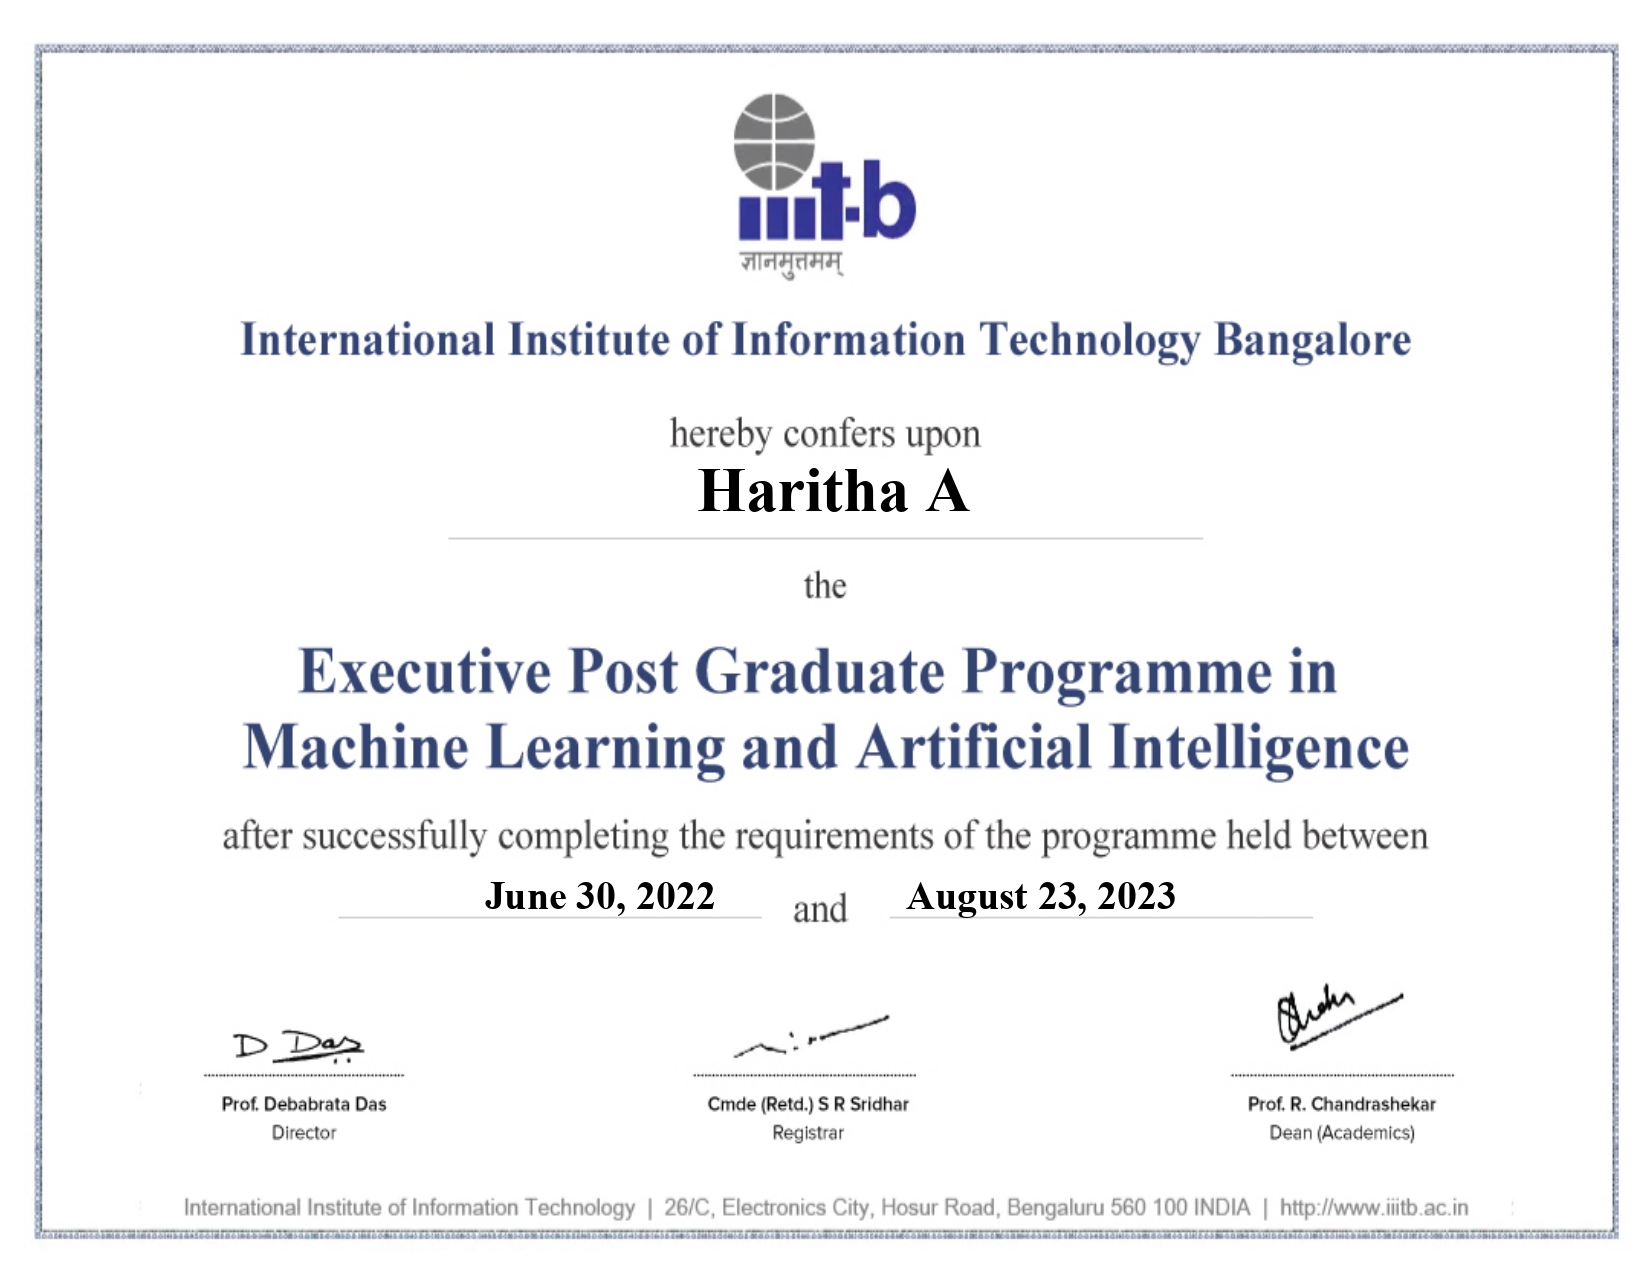 iiit-b
ज्ञानमुत्तमम्
International Institute of Information Technology Bangalore
hereby confers upon
Haritha A
the
Executive Post Graduate Programme in
Machine Learning and Artificial Intelligence
after successfully completing the requirements of the programme held between
June 30, 2022 and August 23, 2023
D Das
Prof. Debabrata Das Cmde (Retd.) S R Sridhar Prof. R. Chandrashekar
Director Registrar Dean (Academics)
International Institute of Information Technology | 26/C, Electronics City, Hosur Road, Bengaluru 560 100 INDIA | http://www.iiitb.ac.in